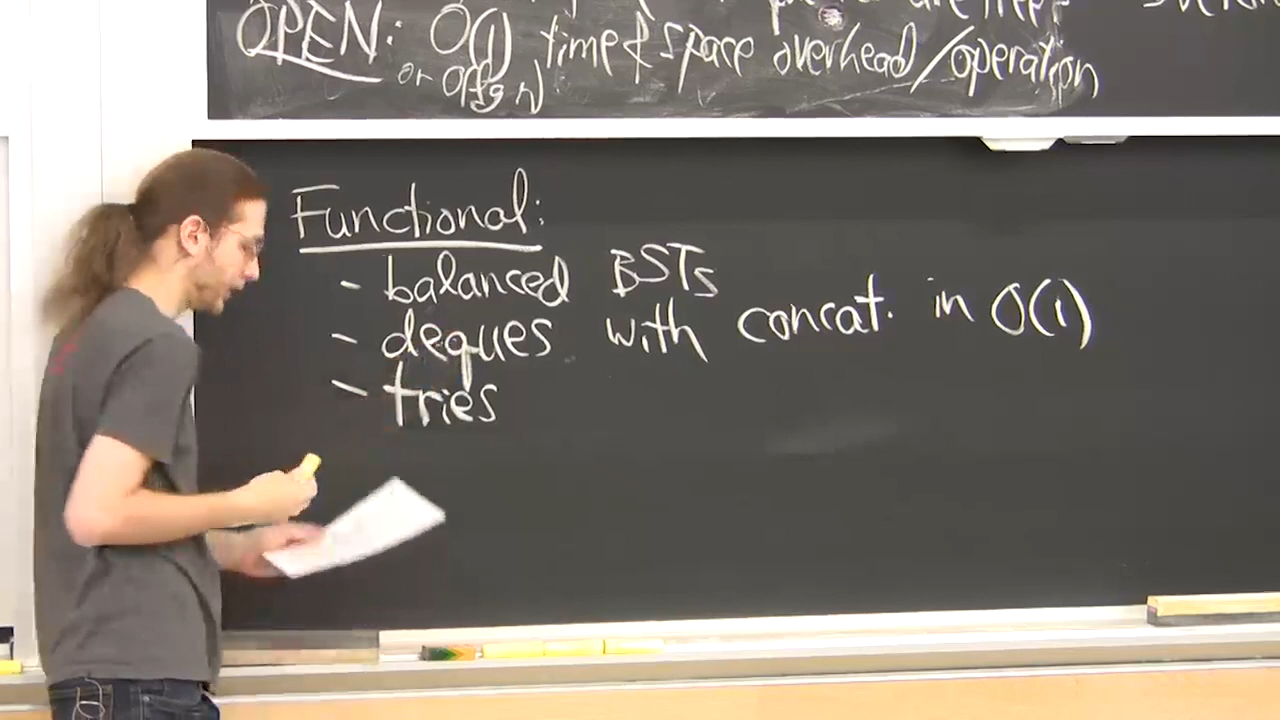 OPEN: O(1) time & space overhead/operation
or O(lg n)
Functional:
- balanced BSTs
- deques with concat. in O(1)
- tries